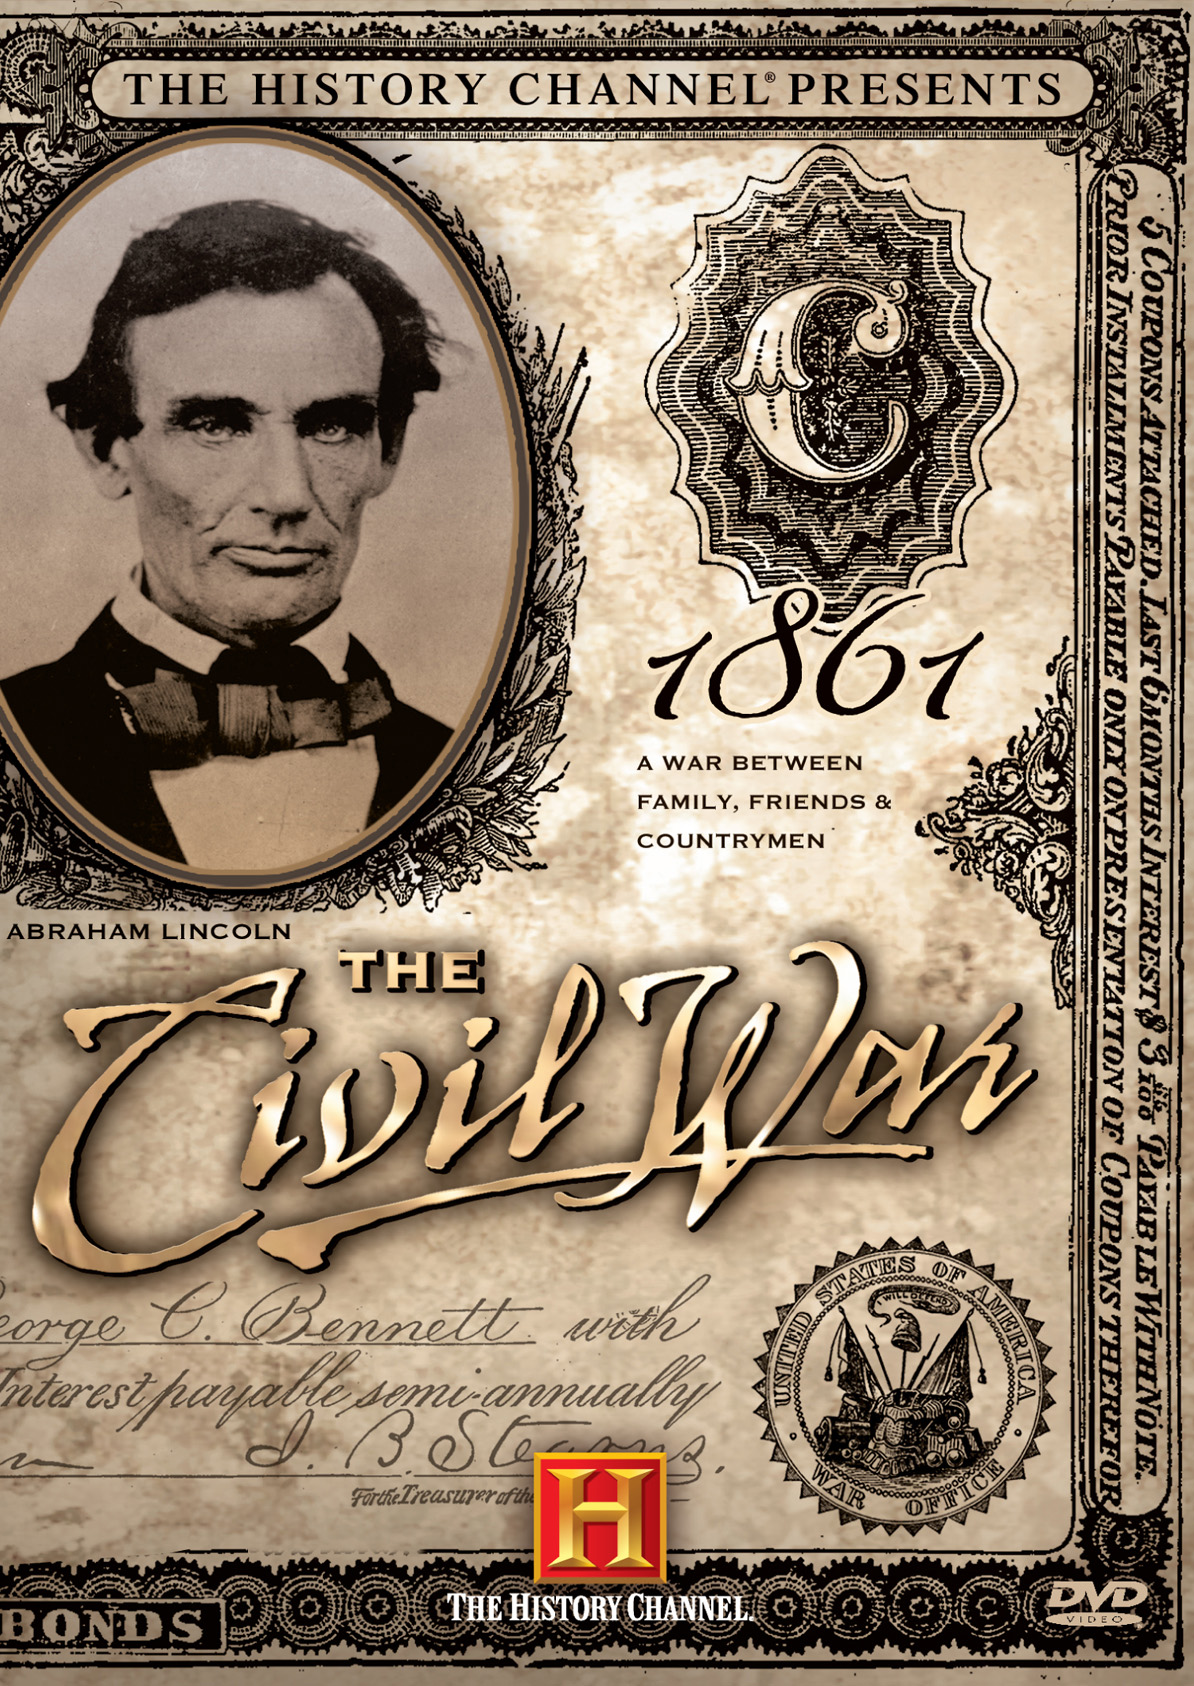 THE HISTORY CHANNEL® PRESENTS
C
1861
A WAR BETWEEN
FAMILY, FRIENDS &
COUNTRYMEN
ABRAHAM LINCOLN
THE
Civil War
5 COUPONS ATTACHED. LAST 6 MONTHS INTEREST $3 PAYABLE WITH NOTE.
PRIOR INSTALLMENTS PAYABLE ONLY ON PRESENTATION OF COUPONS THEREFOR
eorge C. Bennett with
Interest payable semi-annually
J. B. Stearns.
For the Treasurer of the
UNITED STATES OF AMERICA
WILL DEFEND
WAR OFFICE
H
THE HISTORY CHANNEL.
BONDS
DVD
VIDEO